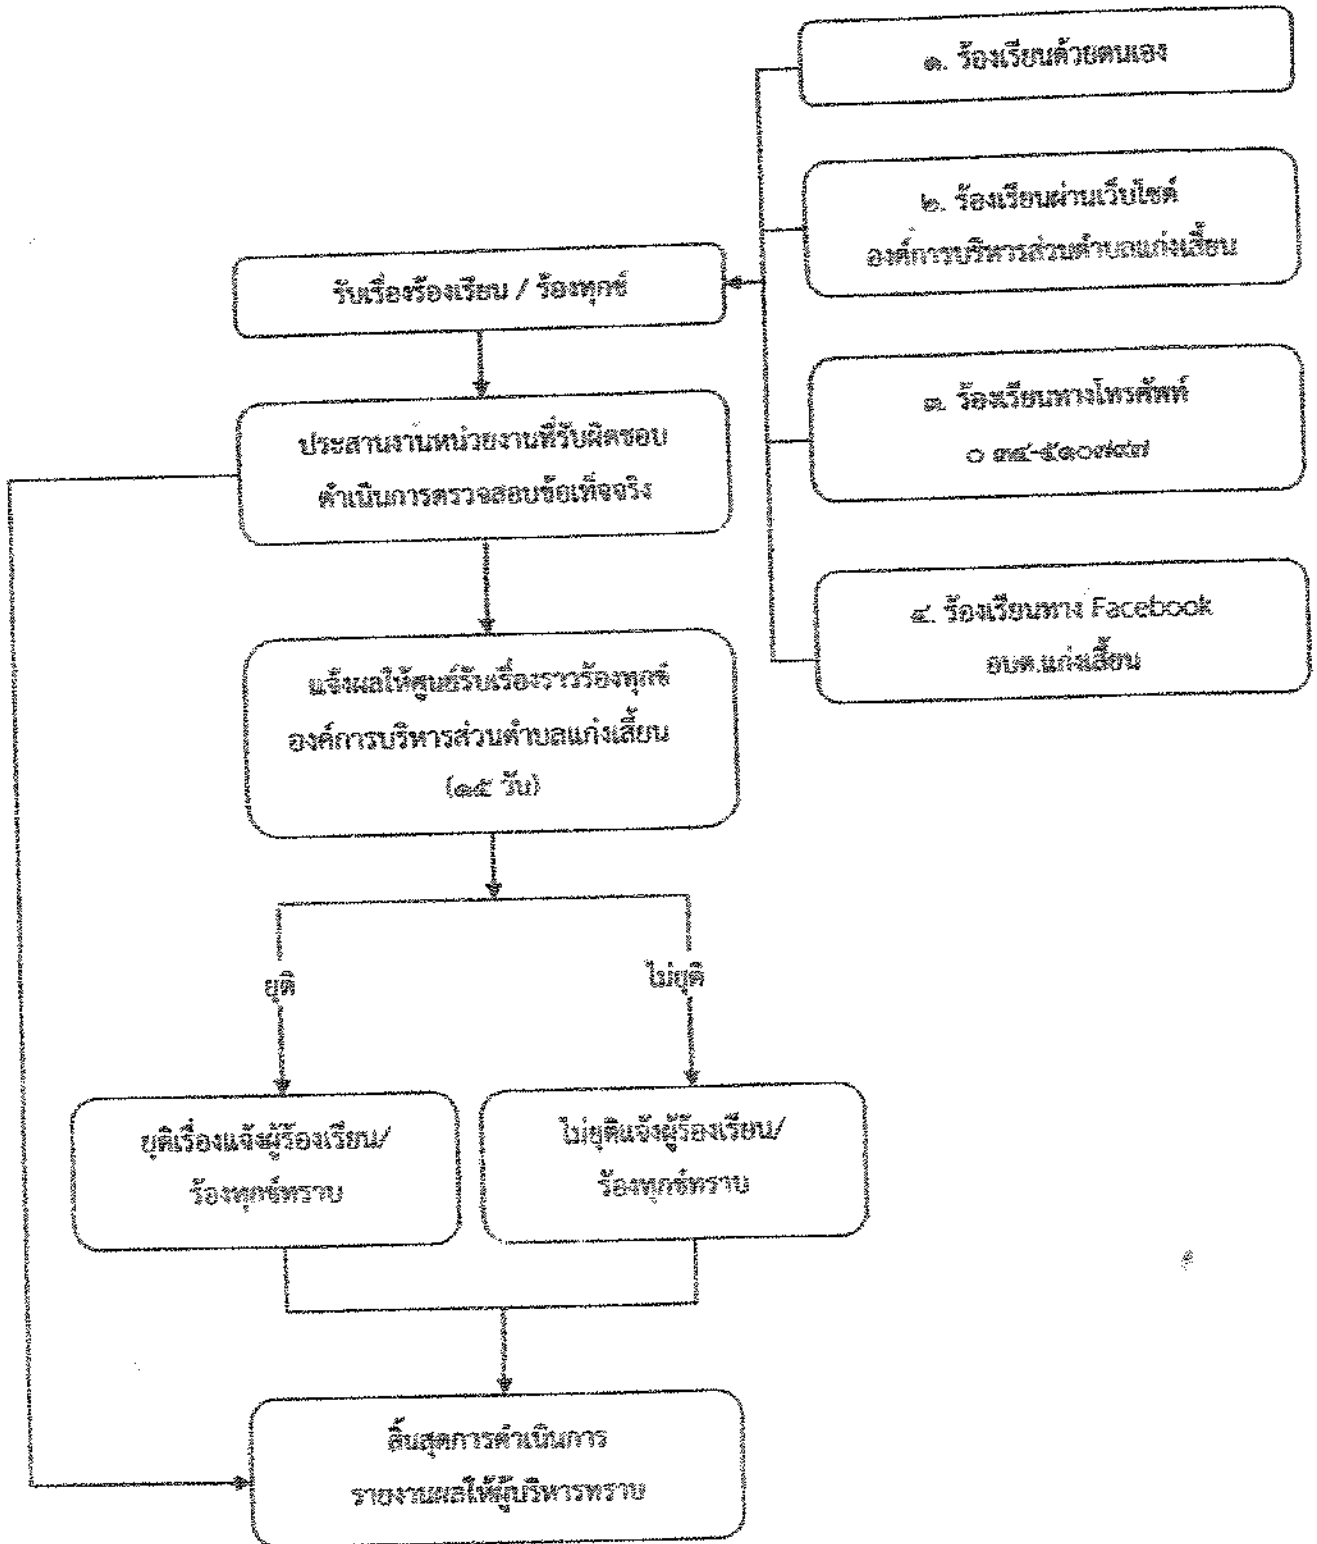 ๑. ร้องเรียนด้วยตนเอง
๒. ร้องเรียนผ่านเว็บไซต์
องค์การบริหารส่วนตำบลแก่งเสี้ยน
๓. ร้องเรียนทางโทรศัพท์
๐ ๓๔-๕๑๐๗๔๗
๔. ร้องเรียนทาง Facebook
อบต.แก่งเสี้ยน
รับเรื่องร้องเรียน / ร้องทุกข์
ประสานงานหน่วยงานที่รับผิดชอบ
ดำเนินการตรวจสอบข้อเท็จจริง
แจ้งผลให้ศูนย์รับเรื่องราวร้องทุกข์
องค์การบริหารส่วนตำบลแก่งเสี้ยน
(๑๕ วัน)
ยุติ
ไม่ยุติ
ยุติเรื่องแจ้งผู้ร้องเรียน/
ร้องทุกข์ทราบ
ไม่ยุติแจ้งผู้ร้องเรียน/
ร้องทุกข์ทราบ
สิ้นสุดการดำเนินการ
รายงานผลให้ผู้บริหารทราบ